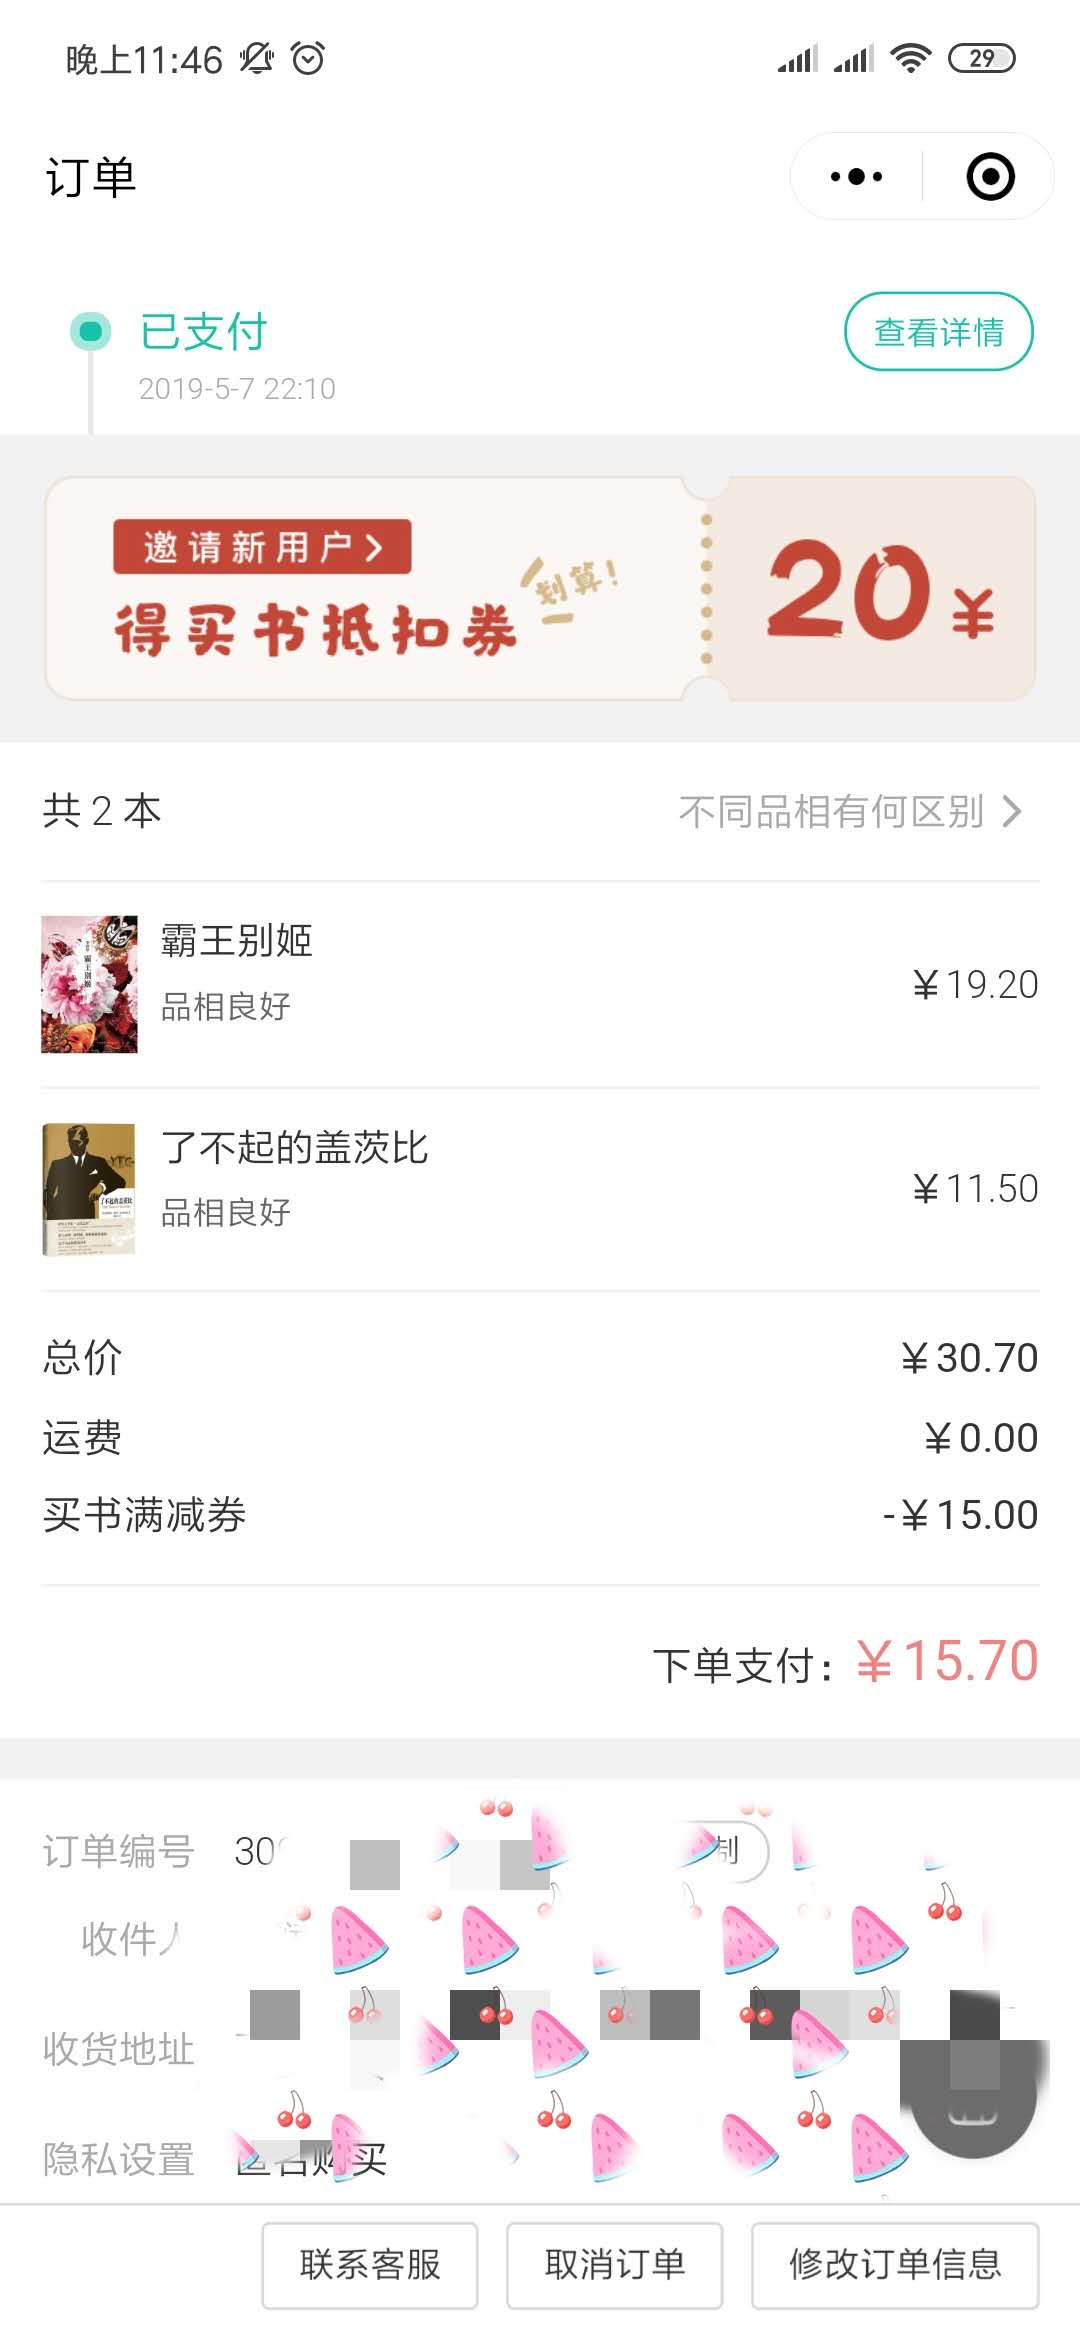 晚上11:46
29
订单
已支付
查看详情
2019-5-7 22:10
邀请新用户
得买书抵扣券
划算!
20¥
共 2 本
不同品相有何区别
霸王别姬
品相良好
¥19.20
了不起的盖茨比
品相良好
¥11.50
总价
¥30.70
运费
¥0.00
买书满减券
-¥15.00
下单支付：¥15.70
订单编号 30
制
收件人
收货地址
隐私设置 匿名购买
联系客服
取消订单
修改订单信息